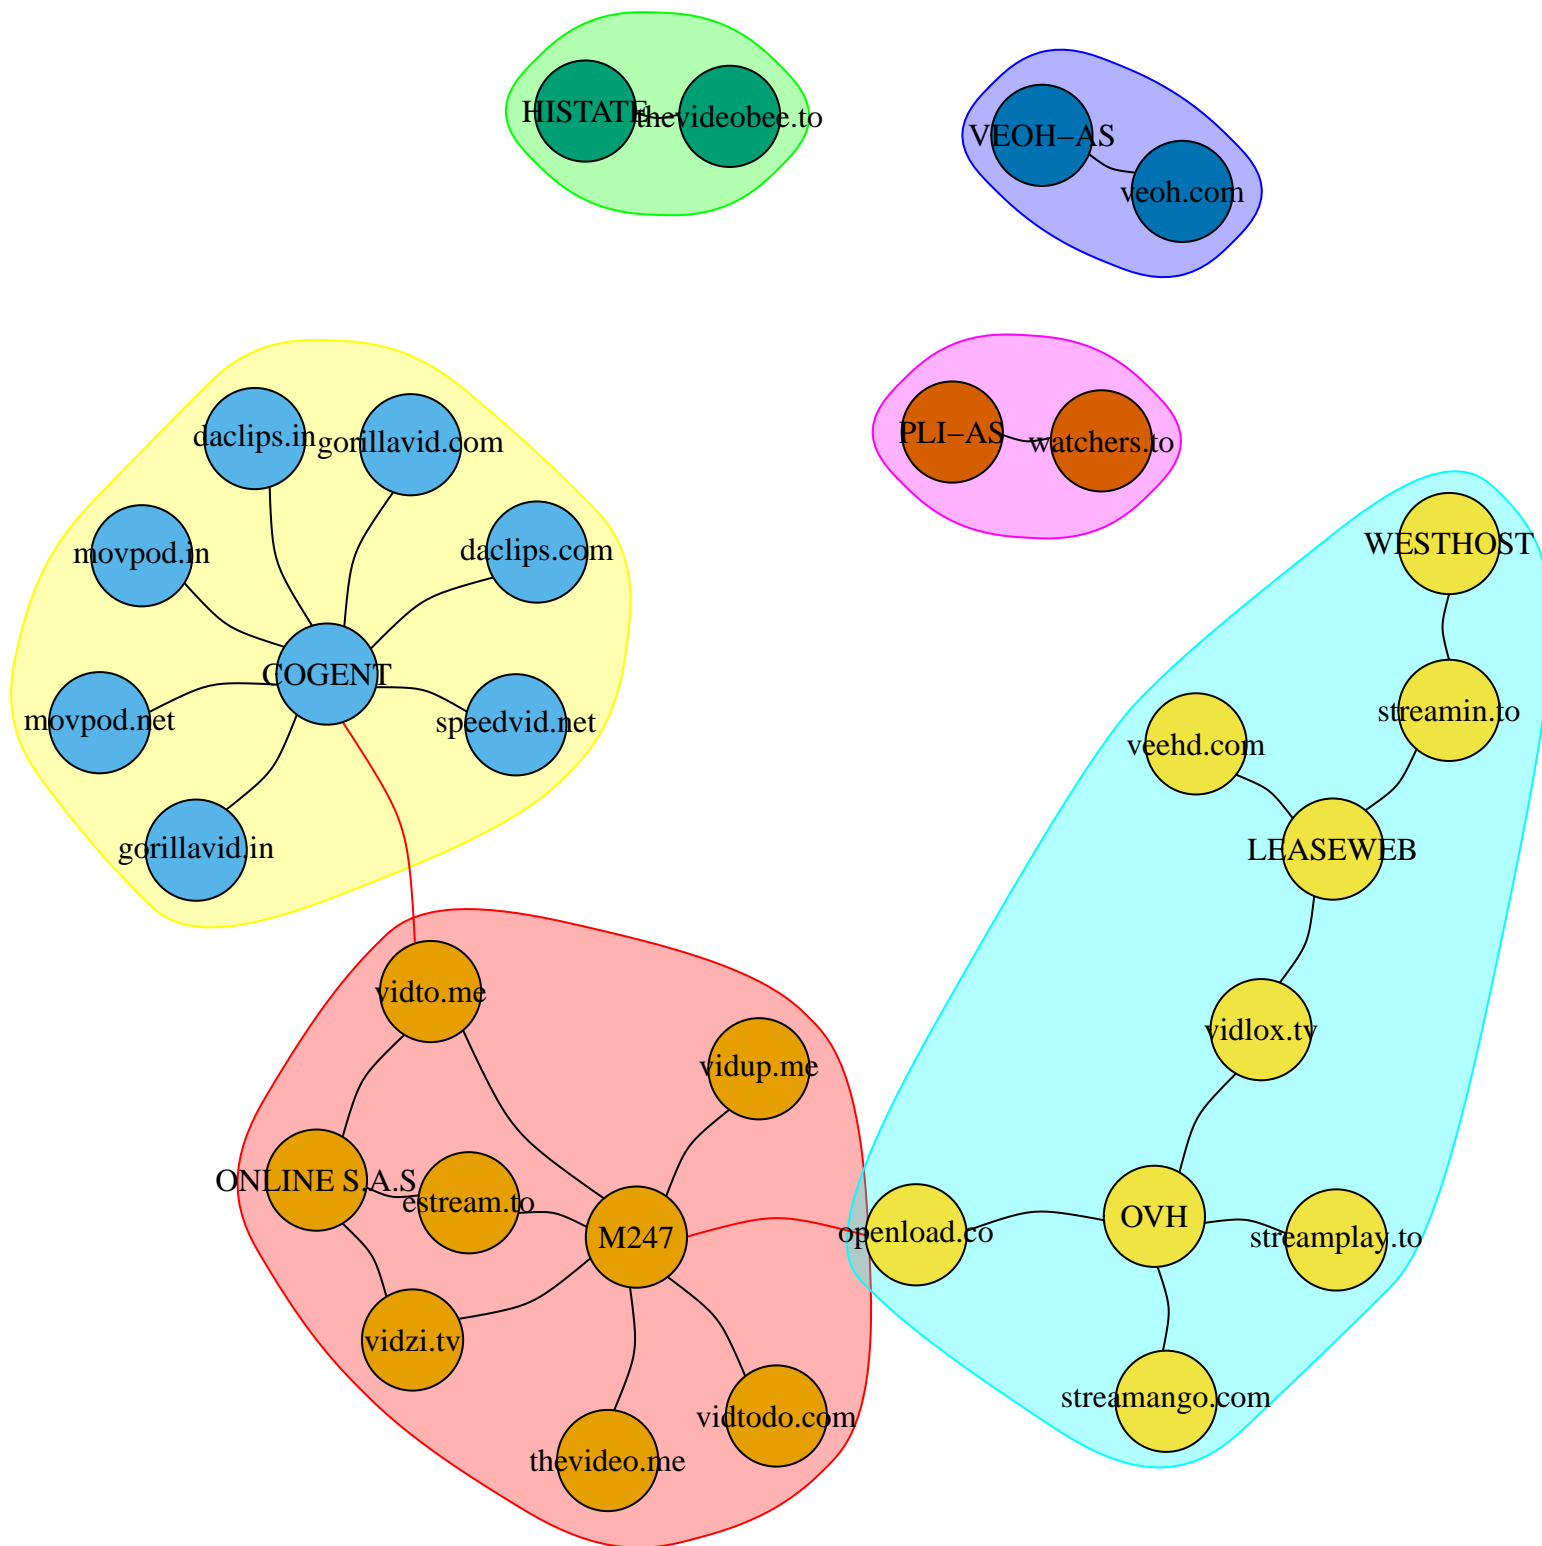 HISTATE
thevideobee.to
VEOH−AS
veoh.com
daclips.in
gorillavid.com
PLI−AS
watchers.to
movpod.in
daclips.com
WESTHOST
COGENT
movpod.net
speedvid.net
streamin.to
veehd.com
gorillavid.in
LEASEWEB
vidto.me
vidlox.tv
vidup.me
ONLINE S.A.S
estream.to
M247
openload.co
OVH
streamplay.to
vidzi.tv
streamango.com
vidtodo.com
thevideo.me